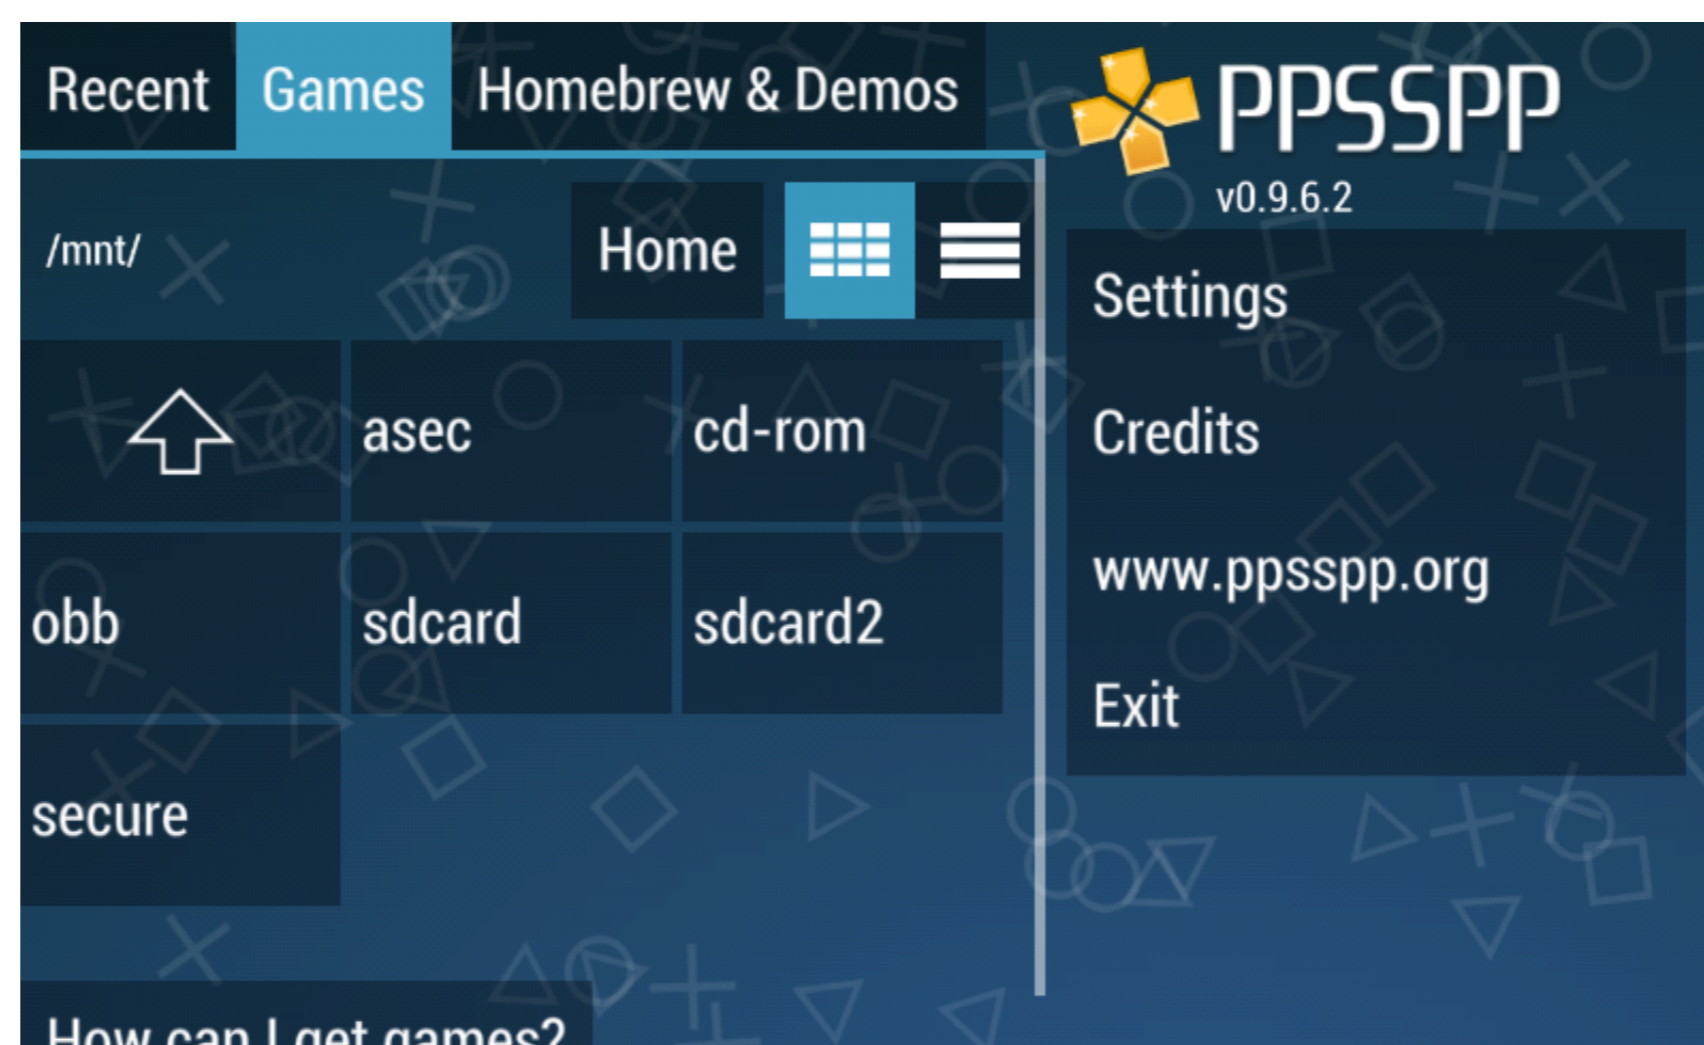 Recent Games Homebrew & Demos
PPSSPP
v0.9.6.2
/mnt/ Home
asec cd-rom
obb sdcard sdcard2
secure
How can I get games?
Settings
Credits
www.ppsspp.org
Exit